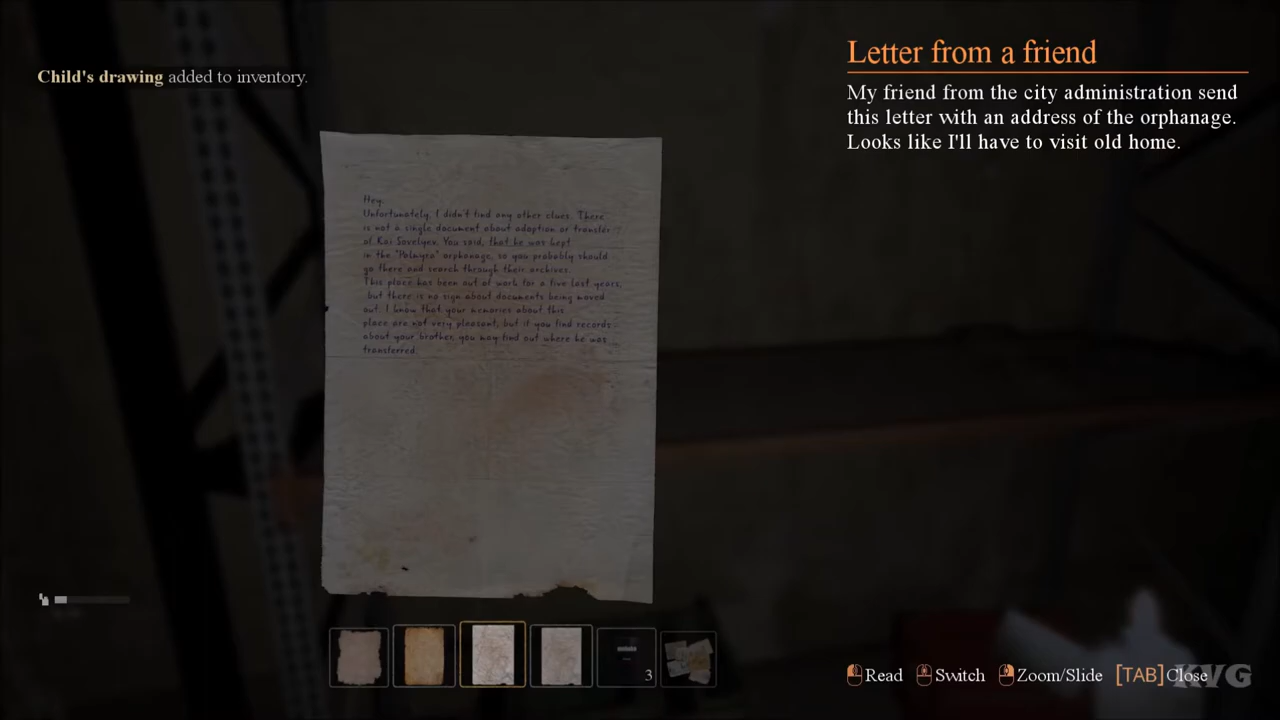 Letter from a friend
Child's drawing added to inventory.
My friend from the city administration send
this letter with an address of the orphanage.
Looks like I'll have to visit old home.
Hey.
Unfortunately, I didn't find any other clues. There
is not a single document about adoption or transfer
of Kai Savelyev. You said, that he was kept
in the "Palmyra" orphanage, so you probably should
go there and search through their archives.
This place has been out of work for a five last years,
but there is no sign about documents being moved
out. I know that your memories about this
place are not very pleasant, but if you find records
about your brother, you may find out where he was
transferred.
3
Read Switch Zoom/Slide [TAB] Close
KVG